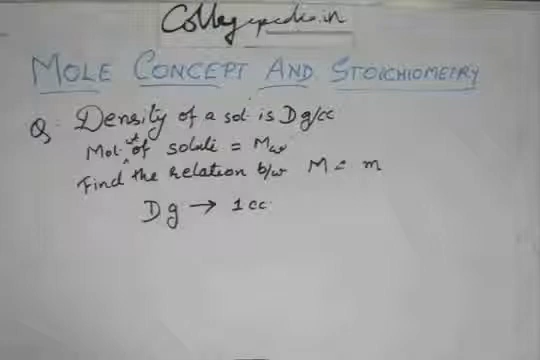 Collegepedia.in
MOLE CONCEPT AND STOICHIOMETRY
Q. Density of a sol. is D g/cc
Mol. wt of solute = Mw
Find the relation b/w M & m
D g → 1 cc